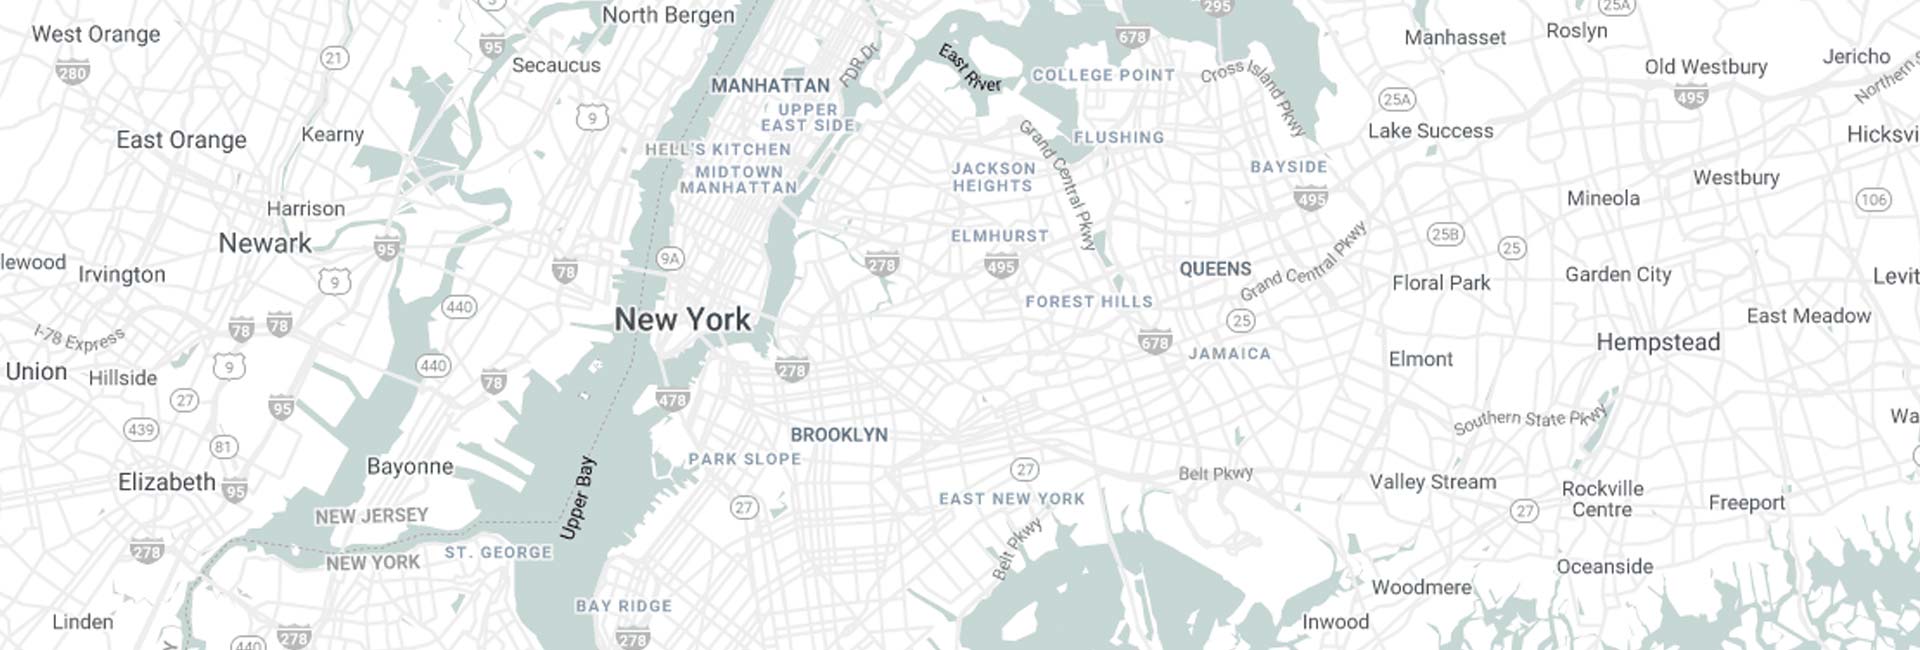 North Bergen
West Orange
280
21
95
Secaucus
9
Kearny
East Orange
Harrison
Newark
95
lewood
Irvington
9
78
440
I-78 Express
78
78
9
Union
Hillside
27
440
78
95
439
81
Elizabeth
95
Bayonne
NEW JERSEY
NEW YORK
278
ST. GEORGE
Linden
440
278
Y
MANHATTAN
FDR Dr
UPPER
EAST SIDE
HELL'S KITCHEN
MIDTOWN
MANHATTAN
9A
New York
478
278
Upper Bay
BROOKLYN
PARK SLOPE
27
BAY RIDGE
278
East River
COLLEGE POINT
678
295
Cross Island Pkwy
Grand Central Pkwy
FLUSHING
JACKSON
HEIGHTS
BAYSIDE
495
ELMHURST
278
495
QUEENS
Grand Central Pkwy
FOREST HILLS
25
678
JAMAICA
27
Belt Pkwy
EAST NEW YORK
Belt Pkwy
25A
Manhasset
Roslyn
Jericho
Old Westbury
495
Northern S
25A
Lake Success
Hicksvi
Westbury
Mineola
106
25B
25
Floral Park
Garden City
Levit
East Meadow
Hempstead
Elmont
Southern State Pkwy
Wa
Valley Stream
Rockville
Centre
27
Freeport
Oceanside
Woodmere
Inwood